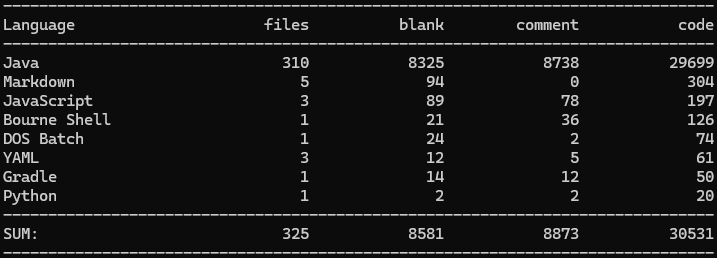 Language files blank comment code
Java 310 8325 8738 29699
Markdown 5 94 0 304
JavaScript 3 89 78 197
Bourne Shell 1 21 36 126
DOS Batch 1 24 2 74
YAML 3 12 5 61
Gradle 1 14 12 50
Python 1 2 2 20
SUM: 325 8581 8873 30531